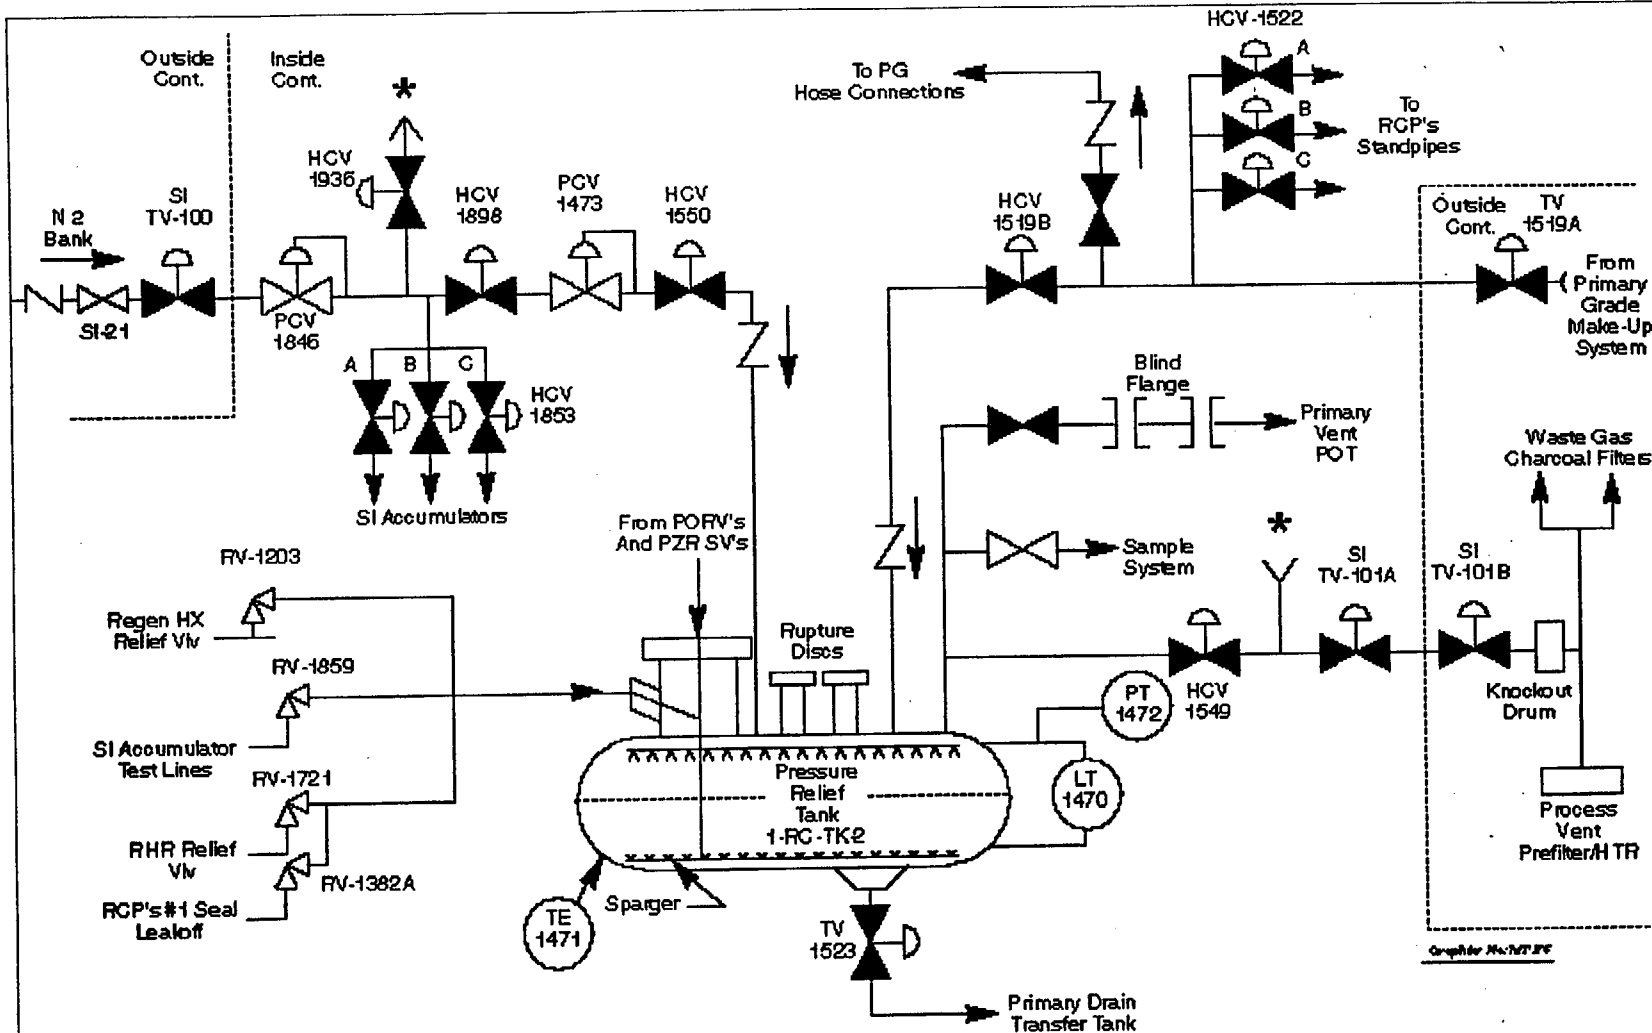 HCV-1522
A
Outside
Cont.
Inside
Cont.
*
To PG
Hose Connections
B
To
RCP's
Standpipes
C
HCV
1936
SI
TV-100
HCV
1898
PCV
1473
HCV
1550
N2
Bank
HCV
1519B
Outside
Cont.
TV
1519A
From
Primary
Grade
Make-Up
System
SI-21
PCV
1846
A
B
C
HCV
1853
Blind
Flange
Primary
Vent
POT
Waste Gas
Charcoal Filters
SI Accumulators
From PORV's
And PZR SV's
*
Sample
System
SI
TV-101A
SI
TV-101B
RV-1203
Regen HX
Relief Vlv
RV-1859
Rupture
Discs
PT
1472
HCV
1549
Knockout
Drum
SI Accumulator
Test Lines
RV-1721
Pressure
Relief
Tank
1-RC-TK-2
LT
1470
RHR Relief
Vlv
RV-1382A
Process
Vent
Prefilter/HTR
RCP's #1 Seal
Leakoff
Sparger
TE
1471
TV
1523
Primary Drain
Transfer Tank